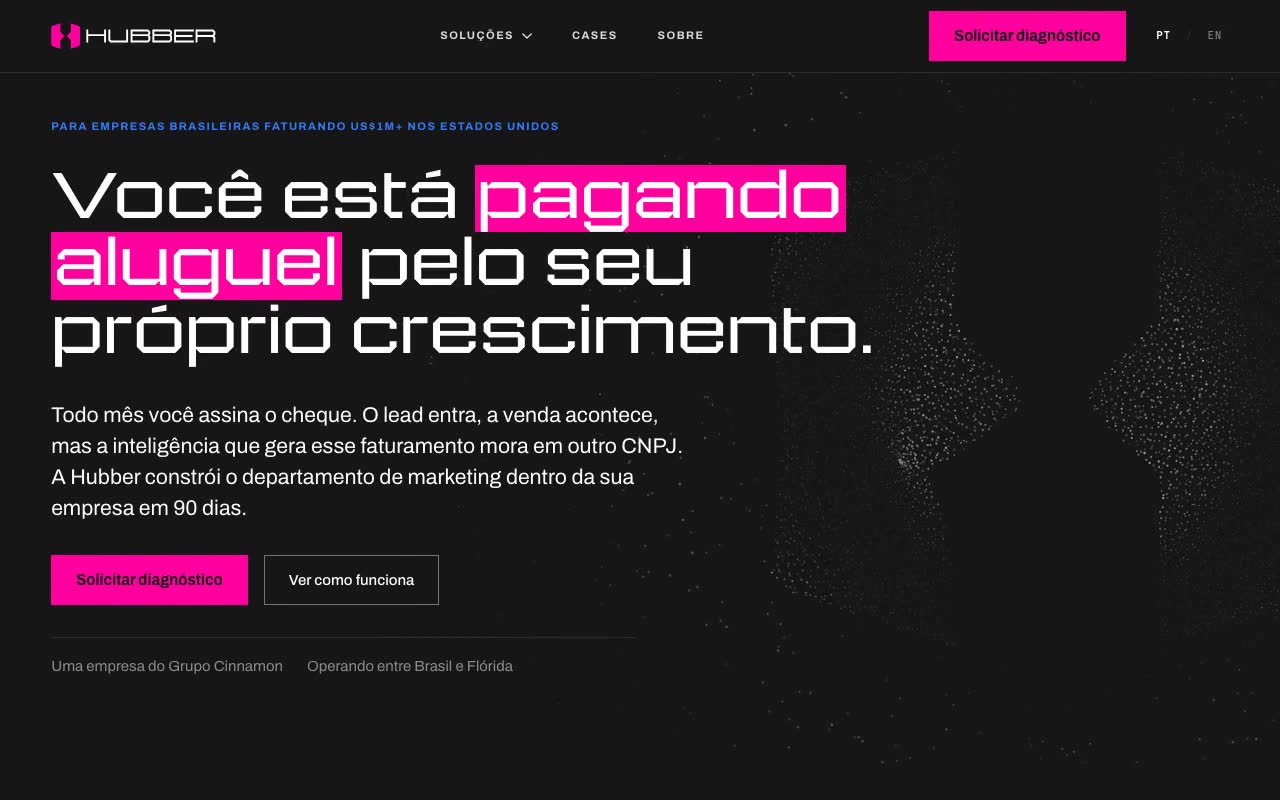 HUBBER
SOLUÇÕES
CASES
SOBRE
Solicitar diagnóstico
PT / EN
PARA EMPRESAS BRASILEIRAS FATURANDO US$1M+ NOS ESTADOS UNIDOS
Você está pagando
aluguel pelo seu
próprio crescimento.
Todo mês você assina o cheque. O lead entra, a venda acontece,
mas a inteligência que gera esse faturamento mora em outro CNPJ.
A Hubber constrói o departamento de marketing dentro da sua
empresa em 90 dias.
Solicitar diagnóstico
Ver como funciona
Uma empresa do Grupo Cinnamon
Operando entre Brasil e Flórida